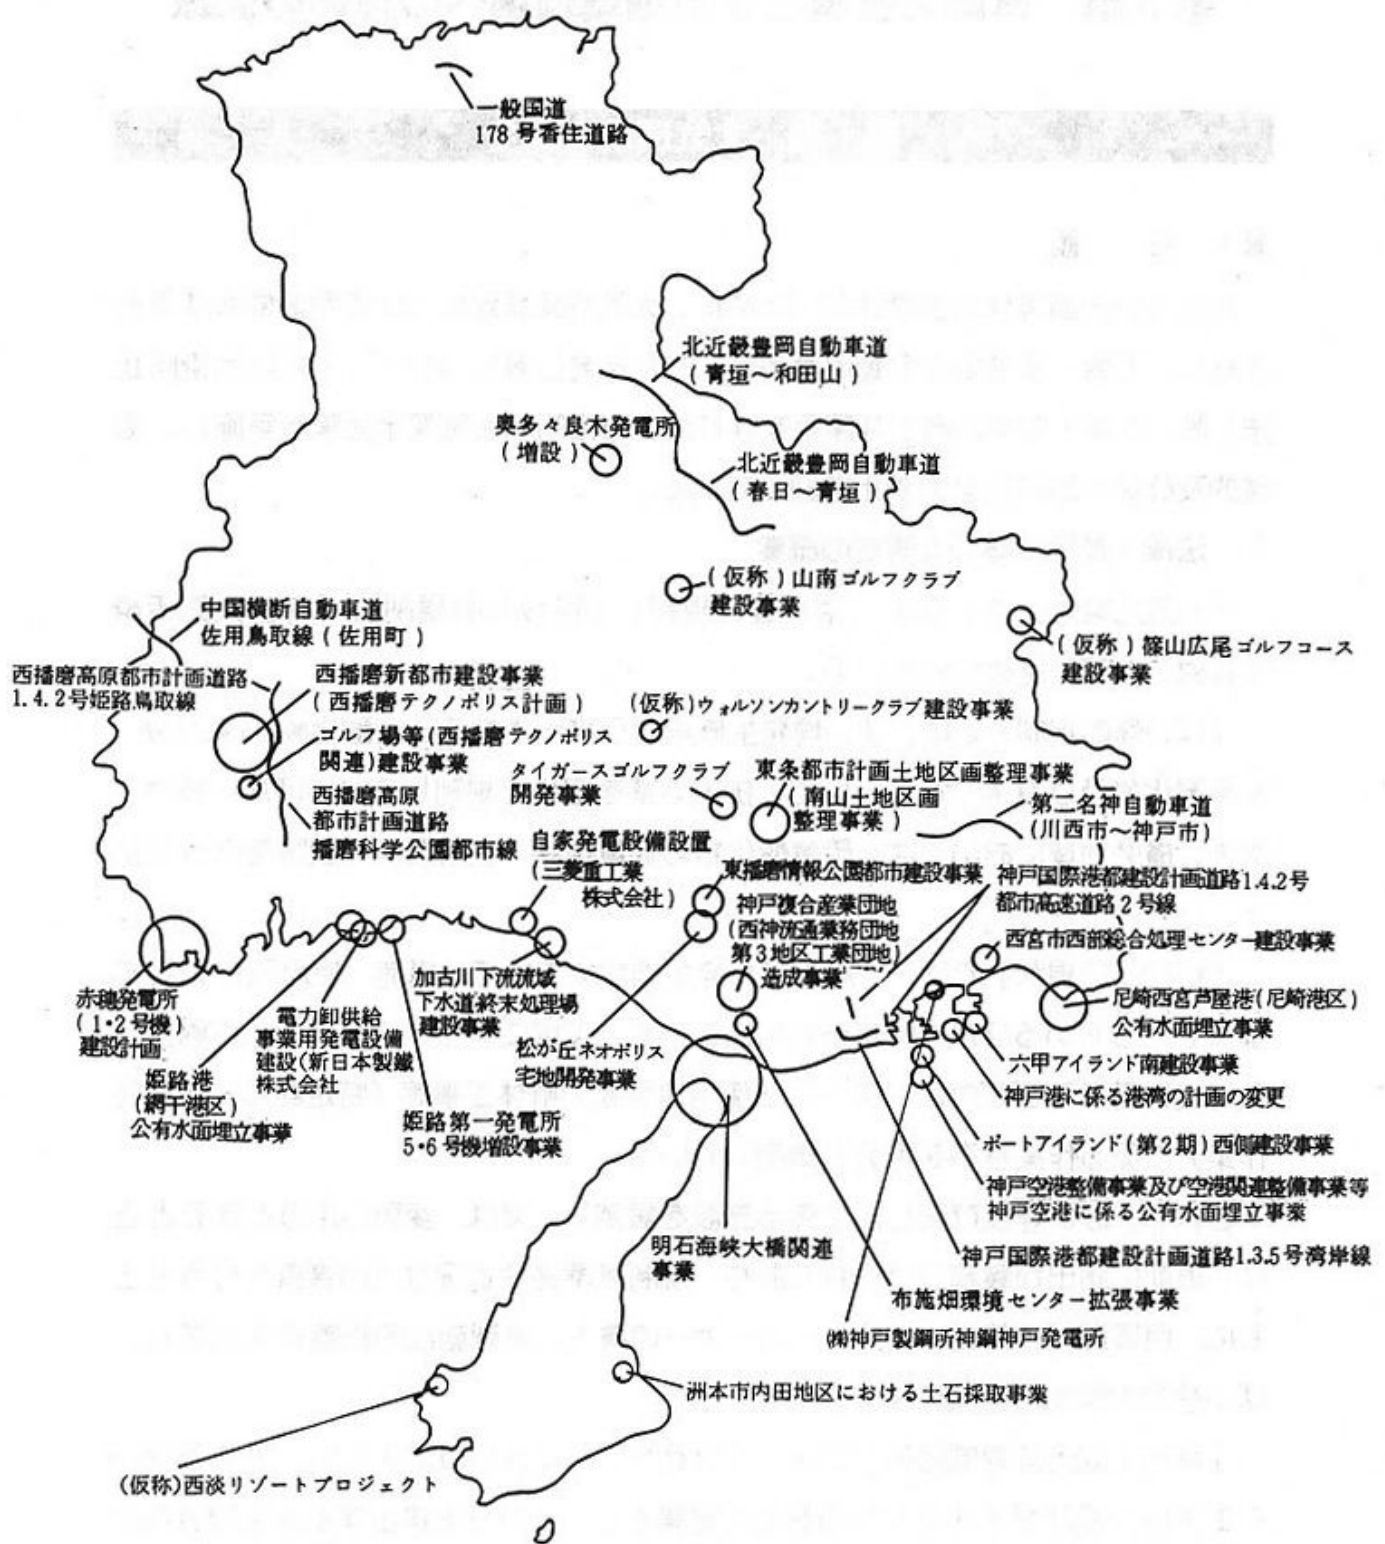 一般国道
178号香住道路
北近畿豊岡自動車道
(青垣～和田山)
奥多々良木発電所
(増設)
北近畿豊岡自動車道
(春日～青垣)
(仮称)山南ゴルフクラブ
建設事業
中国横断自動車道
佐用鳥取線(佐用町)
(仮称)篠山広尾ゴルフコース
建設事業
西播磨高原都市計画道路
1.4.2号姫路鳥取線
西播磨新都市建設事業
(西播磨テクノポリス計画)
(仮称)ウォルソンカントリークラブ建設事業
ゴルフ場等(西播磨テクノポリス
関連)建設事業
タイガースゴルフクラブ
開発事業
東条都市計画土地区画整理事業
(南山土地区画
整理事業)
西播磨高原
都市計画道路
播磨科学公園都市線
第二名神自動車道
(川西市～神戸市)
自家発電設備設置
(三菱重工業
株式会社)
東播磨情報公園都市建設事業
神戸国際港都建設計画道路1.4.2号
都市高速道路2号線
神戸複合産業団地
(西神流通業務団地
第3地区工業団地)
造成事業
西宮市西部総合処理センター建設事業
加古川下流流域
下水道終末処理場
建設事業
赤穂発電所
(1・2号機)
建設計画
電力卸供給
事業用発電設備
建設(新日本製鐵
株式会社)
尼崎西宮芦屋港(尼崎港区)
公有水面埋立事業
松が丘ネオポリス
宅地開発事業
六甲アイランド南建設事業
姫路港
(網干港区)
公有水面埋立事業
神戸港に係る港湾の計画の変更
姫路第一発電所
5・6号機増設事業
ポートアイランド(第2期)西側建設事業
神戸空港整備事業及び空港関連整備事業等
神戸空港に係る公有水面埋立事業
明石海峡大橋関連
事業
神戸国際港都建設計画道路1.3.5号湾岸線
布施畑環境センター拡張事業
㈱神戸製鋼所神鋼神戸発電所
洲本市内田地区における土石採取事業
(仮称)西淡リゾートプロジェクト